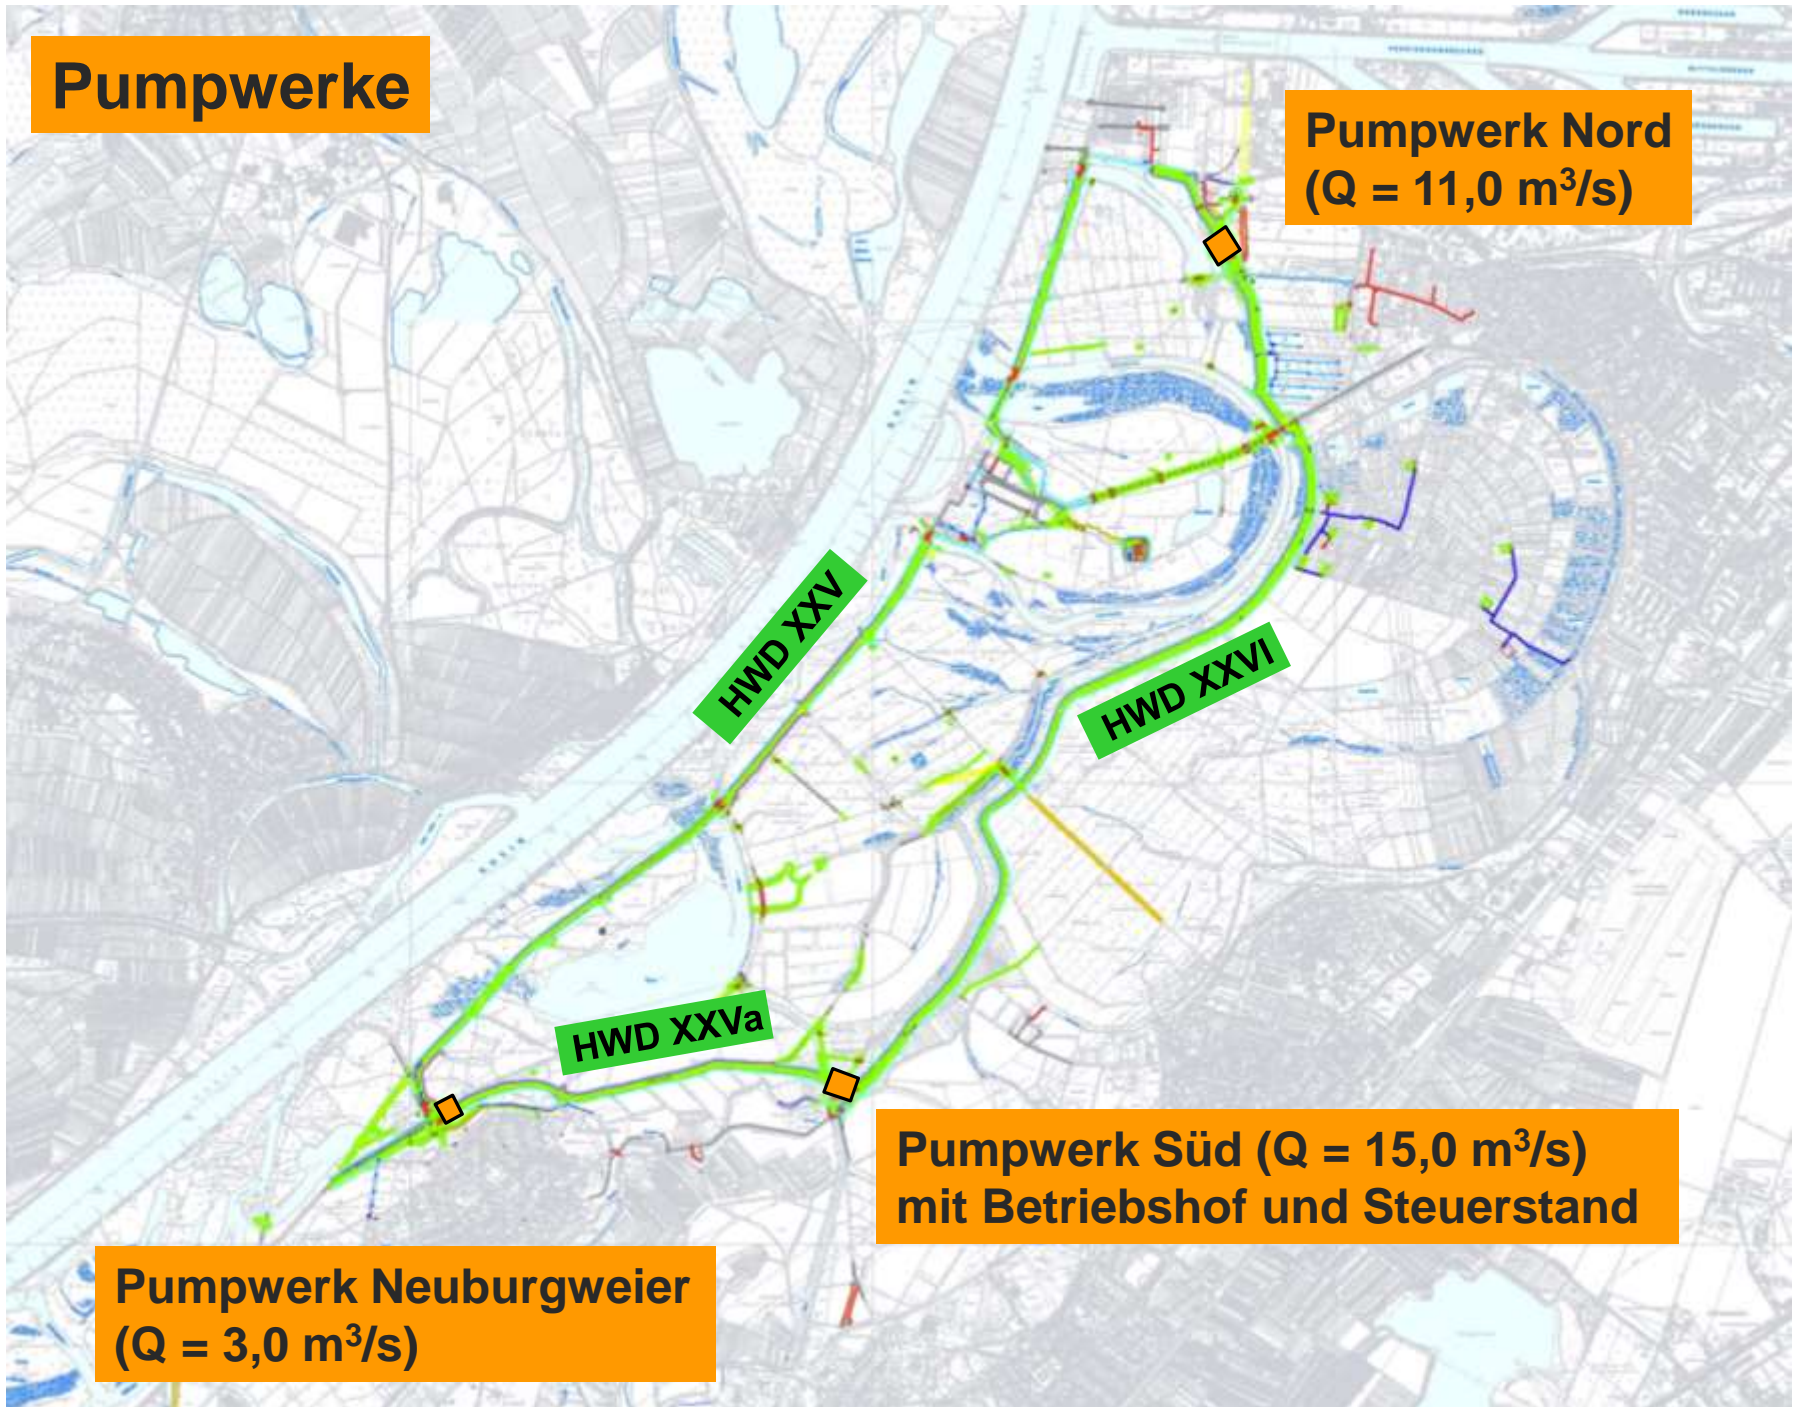 Pumpwerke
Pumpwerk Nord
(Q = 11,0 m³/s)
HWD XXV
HWD XXVI
HWD XXVa
Pumpwerk Süd (Q = 15,0 m³/s)
mit Betriebshof und Steuerstand
Pumpwerk Neuburgweier
(Q = 3,0 m³/s)
RHEIN